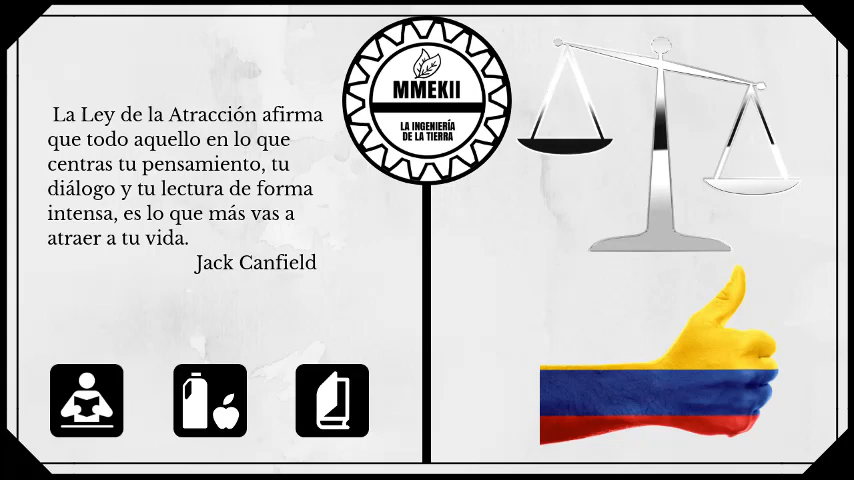 La Ley de la Atracción afirma
que todo aquello en lo que
centras tu pensamiento, tu
diálogo y tu lectura de forma
intensa, es lo que más vas a
atraer a tu vida.
Jack Canfield
MMEKII
LA INGENIERÍA
DE LA TIERRA